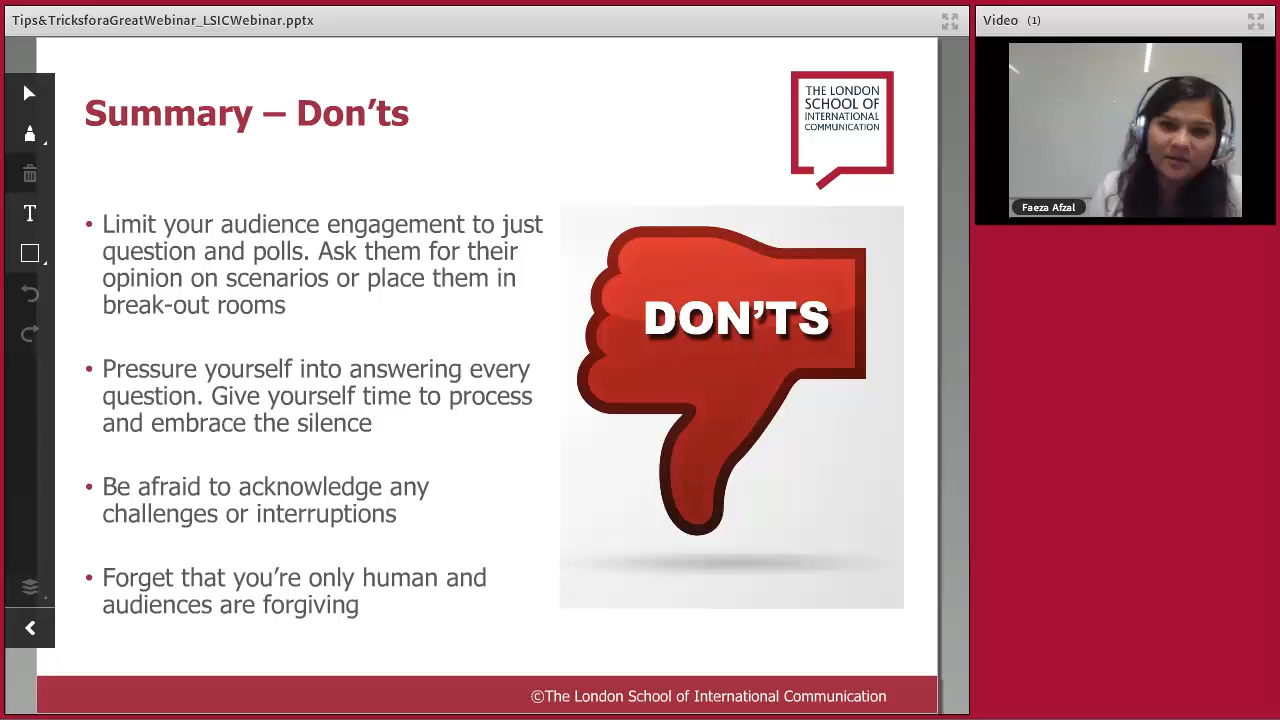 Tips&TricksforaGreatWebinar_LSICWebinar.pptx
Video (1)
Summary – Don’ts
THE LONDON
SCHOOL OF
INTERNATIONAL
COMMUNICATION
Faeza Afzal
• Limit your audience engagement to just
question and polls. Ask them for their
opinion on scenarios or place them in
break-out rooms
• Pressure yourself into answering every
question. Give yourself time to process
and embrace the silence
• Be afraid to acknowledge any
challenges or interruptions
• Forget that you’re only human and
audiences are forgiving
DON’TS
T
©The London School of International Communication